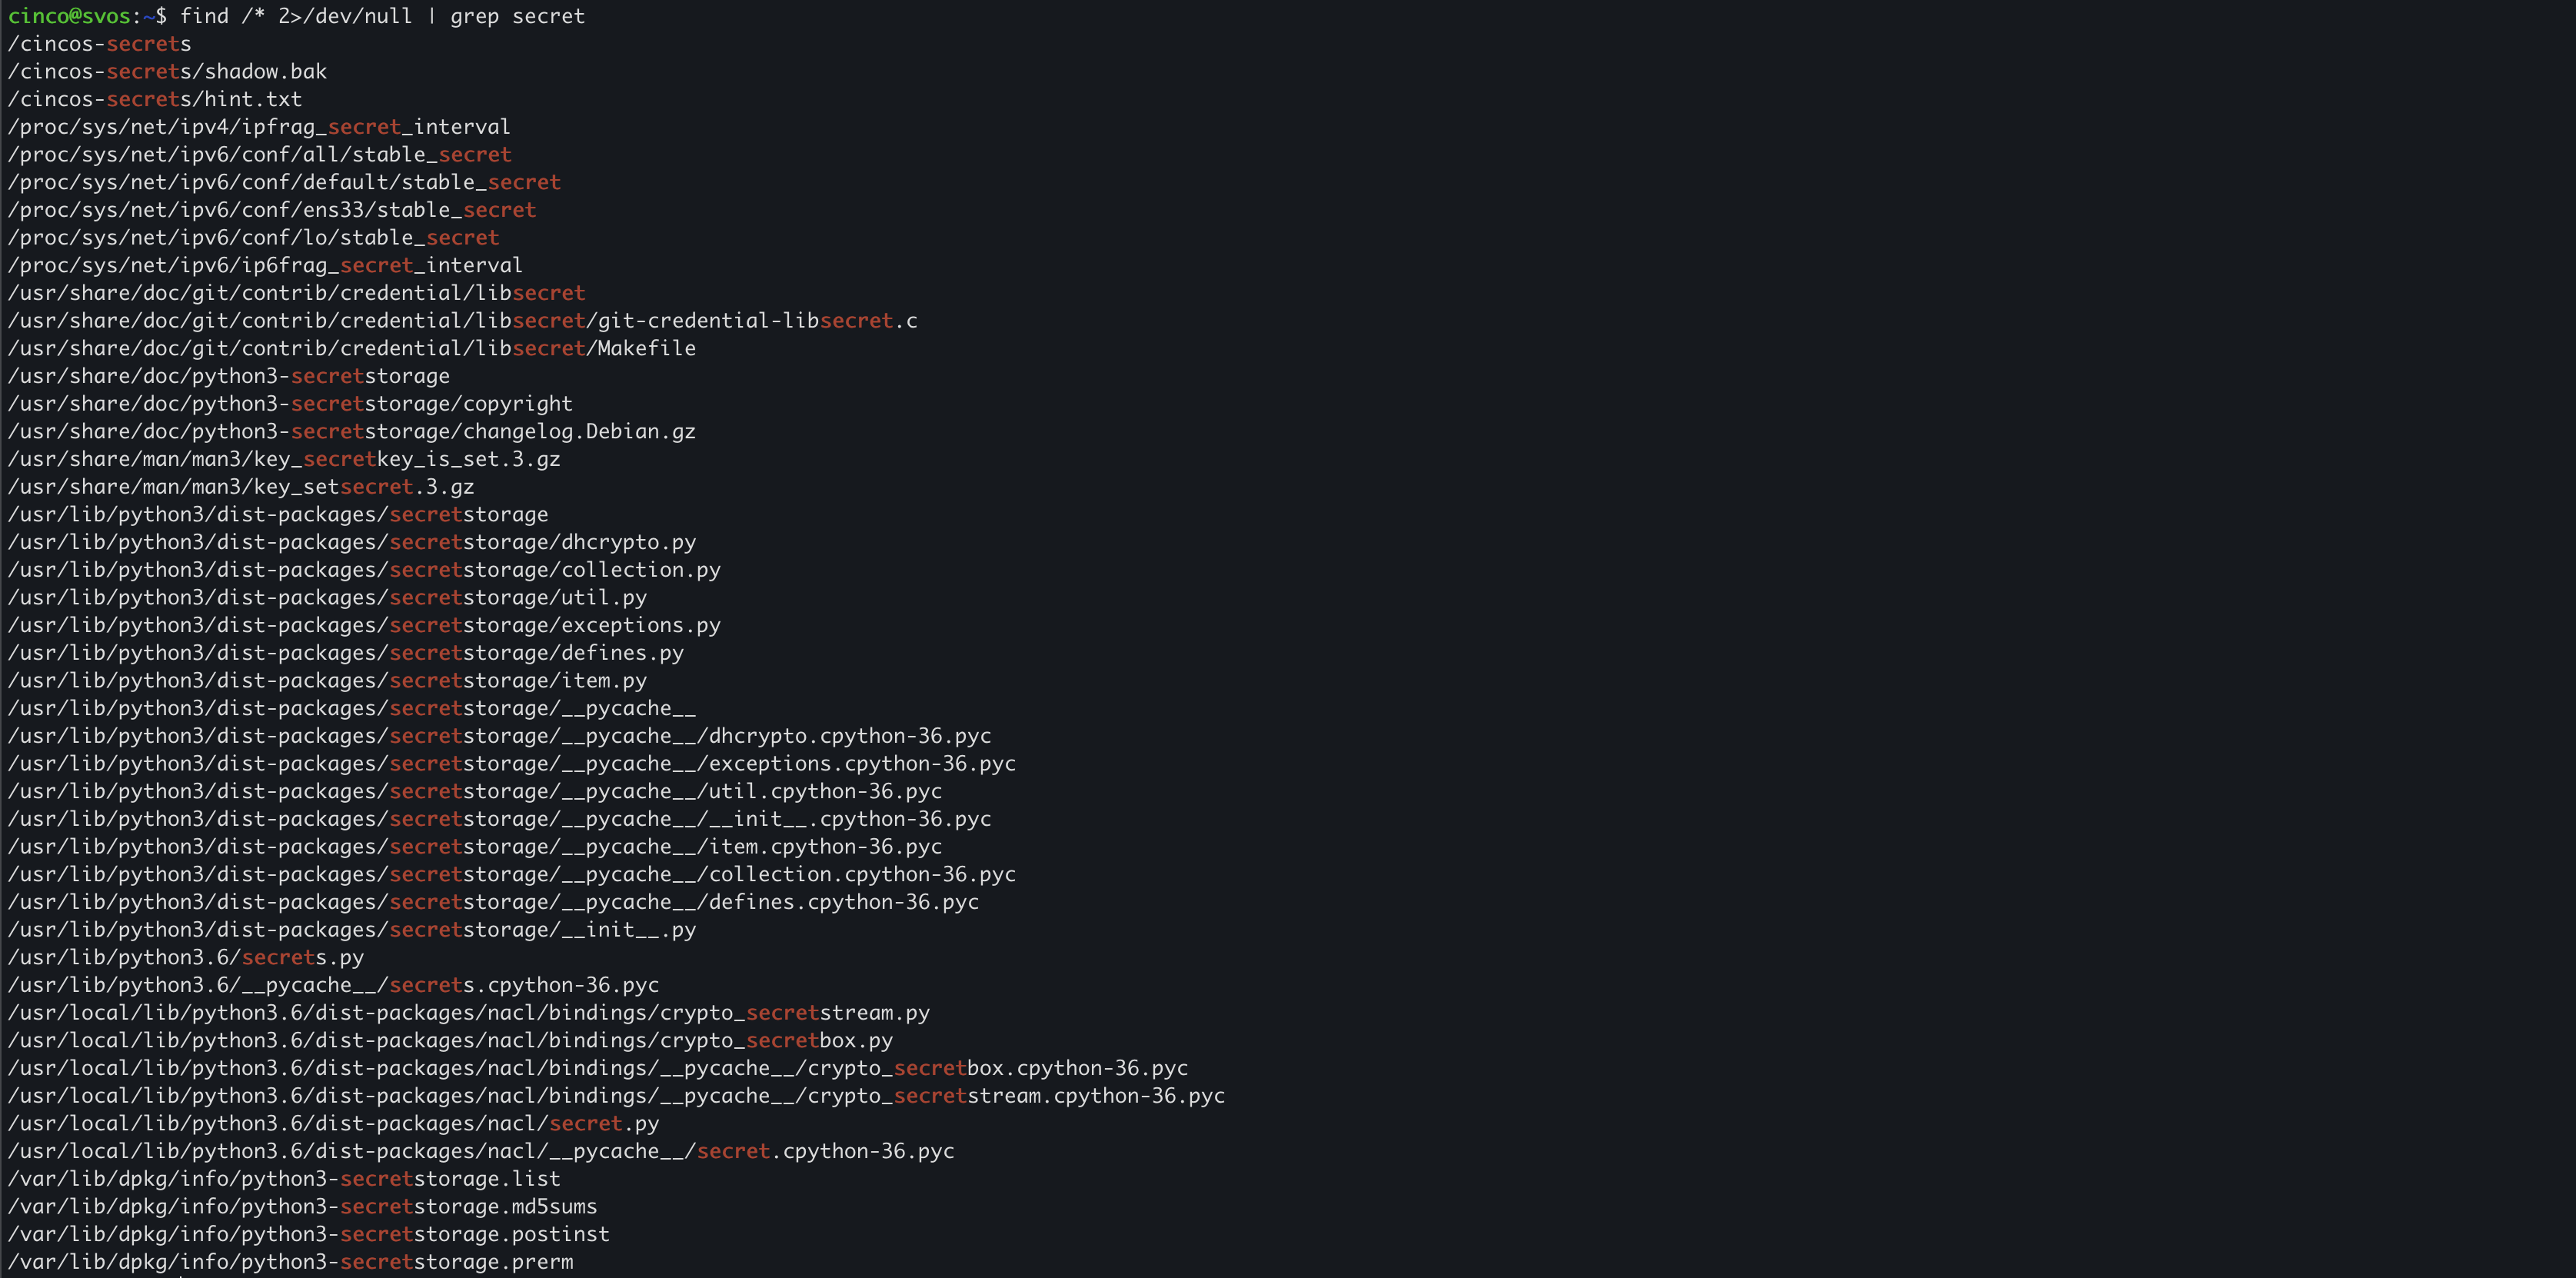 cinco@svos:~$ find /* 2>/dev/null | grep secret
/cincos-secrets
/cincos-secrets/shadow.bak
/cincos-secrets/hint.txt
/proc/sys/net/ipv4/ipfrag_secret_interval
/proc/sys/net/ipv6/conf/all/stable_secret
/proc/sys/net/ipv6/conf/default/stable_secret
/proc/sys/net/ipv6/conf/ens33/stable_secret
/proc/sys/net/ipv6/conf/lo/stable_secret
/proc/sys/net/ipv6/ip6frag_secret_interval
/usr/share/doc/git/contrib/credential/libsecret
/usr/share/doc/git/contrib/credential/libsecret/git-credential-libsecret.c
/usr/share/doc/git/contrib/credential/libsecret/Makefile
/usr/share/doc/python3-secretstorage
/usr/share/doc/python3-secretstorage/copyright
/usr/share/doc/python3-secretstorage/changelog.Debian.gz
/usr/share/man/man3/key_secretkey_is_set.3.gz
/usr/share/man/man3/key_setsecret.3.gz
/usr/lib/python3/dist-packages/secretstorage
/usr/lib/python3/dist-packages/secretstorage/dhcrypto.py
/usr/lib/python3/dist-packages/secretstorage/collection.py
/usr/lib/python3/dist-packages/secretstorage/util.py
/usr/lib/python3/dist-packages/secretstorage/exceptions.py
/usr/lib/python3/dist-packages/secretstorage/defines.py
/usr/lib/python3/dist-packages/secretstorage/item.py
/usr/lib/python3/dist-packages/secretstorage/__pycache__
/usr/lib/python3/dist-packages/secretstorage/__pycache__/dhcrypto.cpython-36.pyc
/usr/lib/python3/dist-packages/secretstorage/__pycache__/exceptions.cpython-36.pyc
/usr/lib/python3/dist-packages/secretstorage/__pycache__/util.cpython-36.pyc
/usr/lib/python3/dist-packages/secretstorage/__pycache__/__init__.cpython-36.pyc
/usr/lib/python3/dist-packages/secretstorage/__pycache__/item.cpython-36.pyc
/usr/lib/python3/dist-packages/secretstorage/__pycache__/collection.cpython-36.pyc
/usr/lib/python3/dist-packages/secretstorage/__pycache__/defines.cpython-36.pyc
/usr/lib/python3/dist-packages/secretstorage/__init__.py
/usr/lib/python3.6/secrets.py
/usr/lib/python3.6/__pycache__/secrets.cpython-36.pyc
/usr/local/lib/python3.6/dist-packages/nacl/bindings/crypto_secretstream.py
/usr/local/lib/python3.6/dist-packages/nacl/bindings/crypto_secretbox.py
/usr/local/lib/python3.6/dist-packages/nacl/bindings/__pycache__/crypto_secretbox.cpython-36.pyc
/usr/local/lib/python3.6/dist-packages/nacl/bindings/__pycache__/crypto_secretstream.cpython-36.pyc
/usr/local/lib/python3.6/dist-packages/nacl/secret.py
/usr/local/lib/python3.6/dist-packages/nacl/__pycache__/secret.cpython-36.pyc
/var/lib/dpkg/info/python3-secretstorage.list
/var/lib/dpkg/info/python3-secretstorage.md5sums
/var/lib/dpkg/info/python3-secretstorage.postinst
/var/lib/dpkg/info/python3-secretstorage.prerm